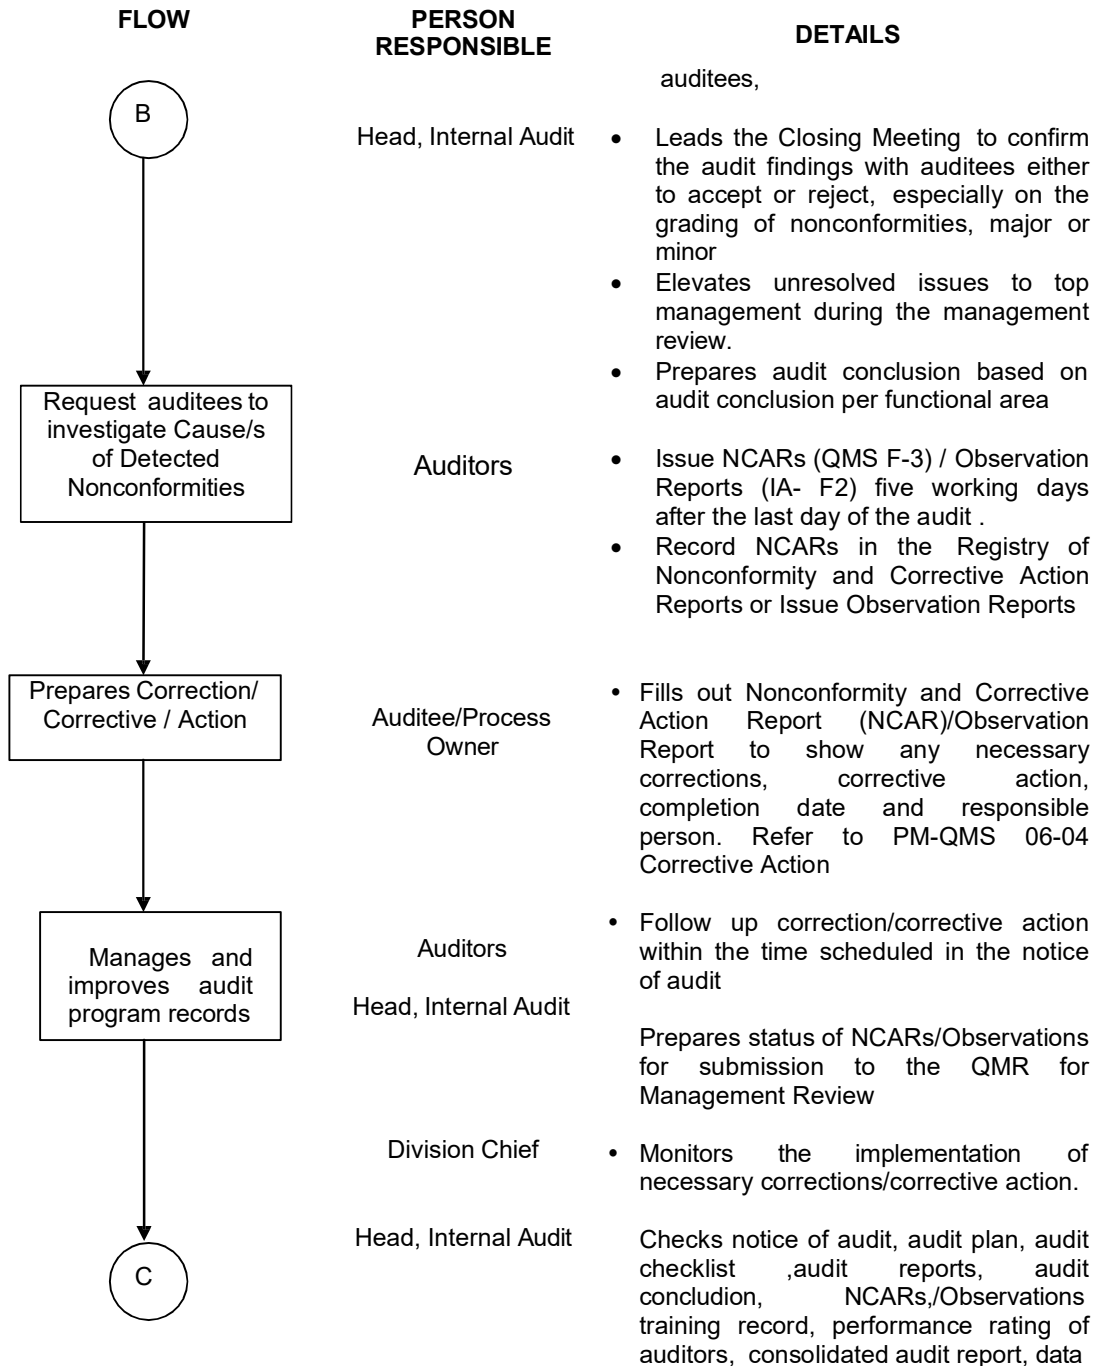 FLOW
PERSON
RESPONSIBLE
DETAILS
auditees,
B
Head, Internal Audit
• Leads the Closing Meeting to confirm
the audit findings with auditees either
to accept or reject, especially on the
grading of nonconformities, major or
minor
• Elevates unresolved issues to top
management during the management
review.
• Prepares audit conclusion based on
audit conclusion per functional area
Request auditees to
investigate Cause/s
of Detected
Nonconformities
Auditors
• Issue NCARs (QMS F-3) / Observation
Reports (IA- F2) five working days
after the last day of the audit .
• Record NCARs in the Registry of
Nonconformity and Corrective Action
Reports or Issue Observation Reports
Prepares Correction/
Corrective / Action
Auditee/Process
Owner
• Fills out Nonconformity and Corrective
Action Report (NCAR)/Observation
Report to show any necessary
corrections, corrective action,
completion date and responsible
person. Refer to PM-QMS 06-04
Corrective Action
Manages and
improves audit
program records
Auditors
• Follow up correction/corrective action
within the time scheduled in the notice
of audit
Head, Internal Audit
Prepares status of NCARs/Observations
for submission to the QMR for
Management Review
Division Chief
• Monitors the implementation of
necessary corrections/corrective action.
Head, Internal Audit
Checks notice of audit, audit plan, audit
checklist ,audit reports, audit
concludion, NCARs,/Observations
training record, performance rating of
auditors, consolidated audit report, data
C